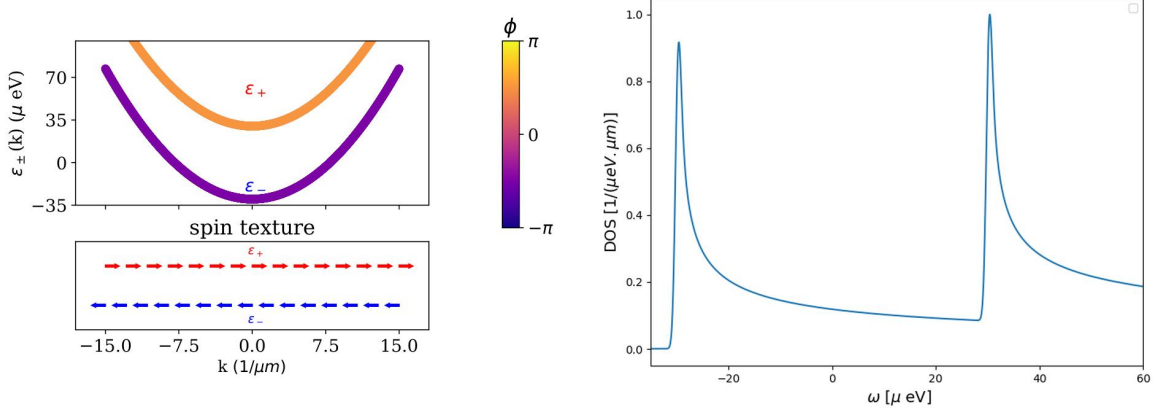 ϕ
π
0
−π
ε±(k) (μ eV)
70
35
0
−35
ε+
ε−
spin texture
ε+
ε−
−15.0 −7.5 0.0 7.5 15.0
k (1/μm)
DOS [1/(μeV. μm)]
1.0
0.8
0.6
0.4
0.2
0.0
−20 0 20 40 60
ω [μ eV]